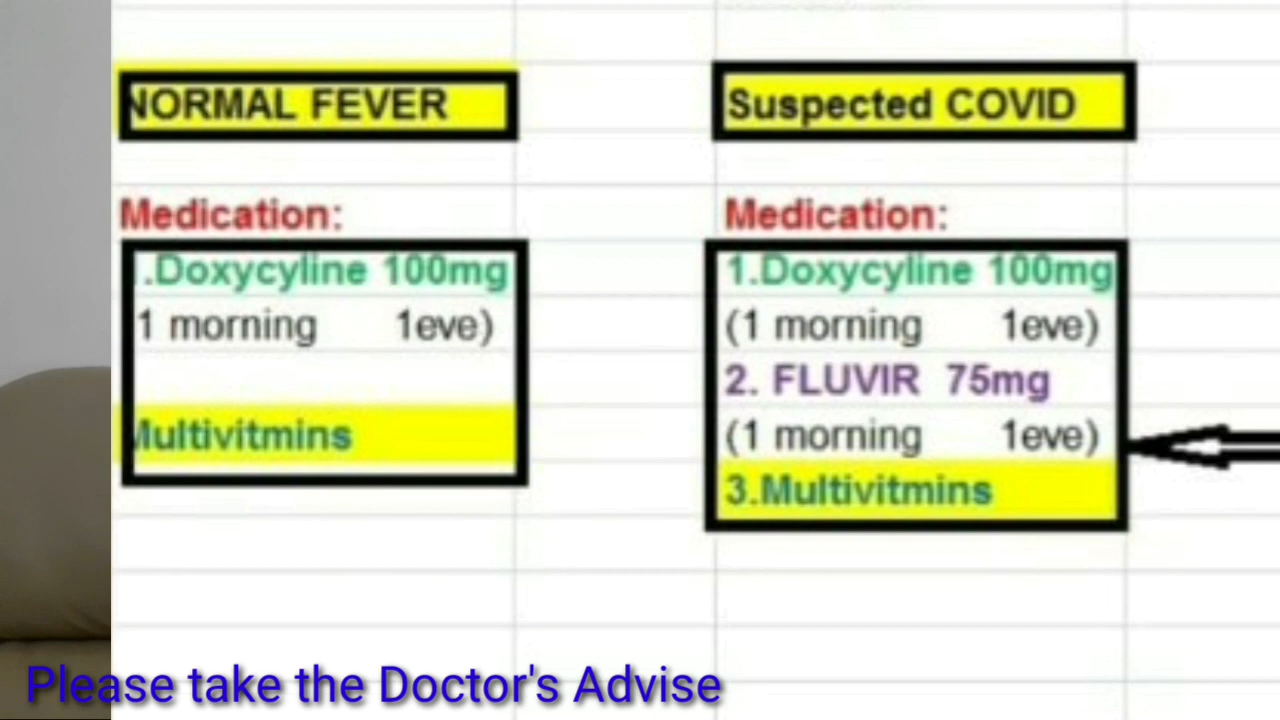 NORMAL FEVER
Medication:
.Doxycyline 100mg
1 morning 1eve)
Multivitmins
Suspected COVID
Medication:
1.Doxycyline 100mg
(1 morning 1eve)
2. FLUVIR 75mg
(1 morning 1eve)
3.Multivitmins
Please take the Doctor's Advise